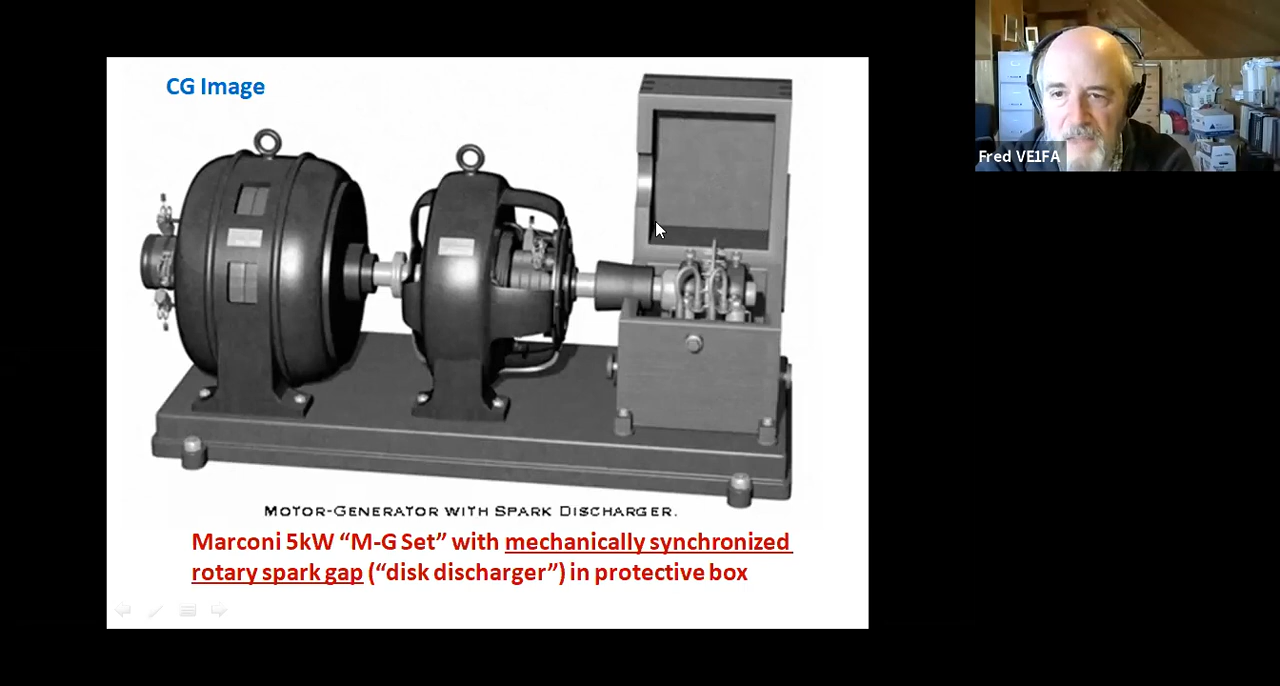 CG Image
Fred VE1FA
MOTOR-GENERATOR WITH SPARK DISCHARGER.
Marconi 5kW “M-G Set” with mechanically synchronized
rotary spark gap (“disk discharger”) in protective box